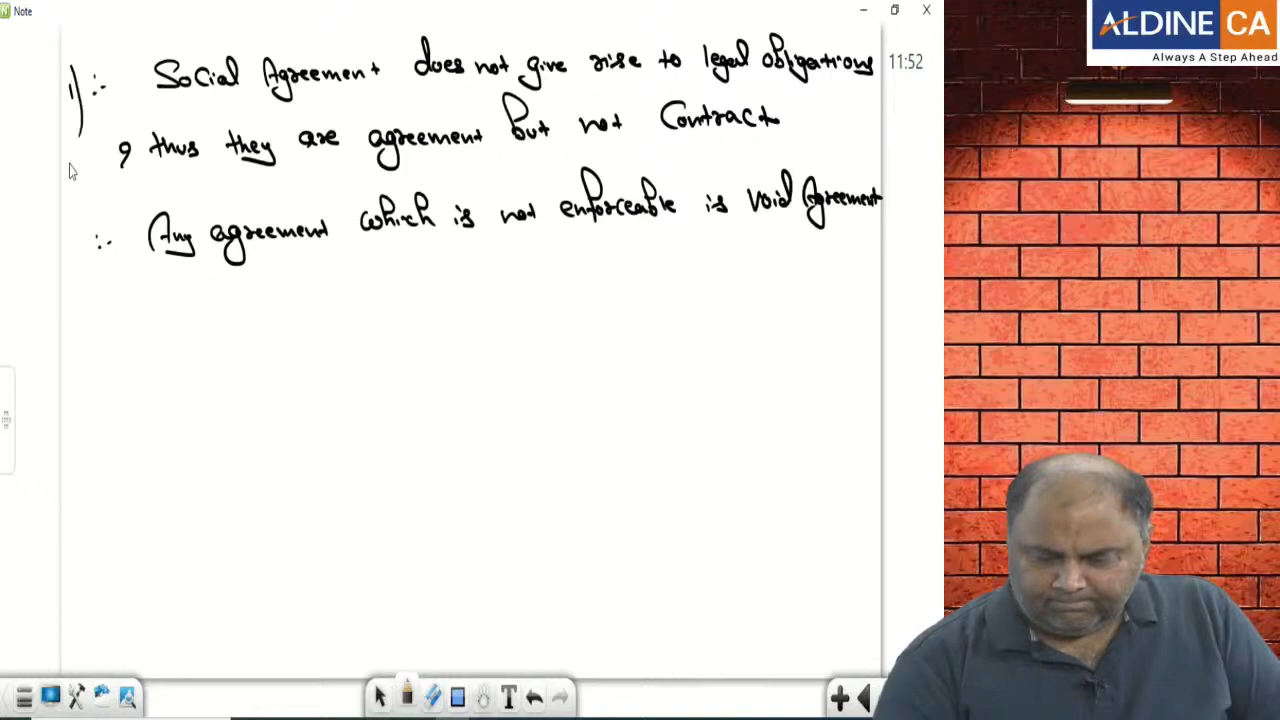 Note
ALDINE CA
Always A Step Ahead
11:52
1) :- Social Agreement does not give rise to legal obligations
, thus they are agreement but not Contract
:- Any agreement which is not enforceable is void Agreement